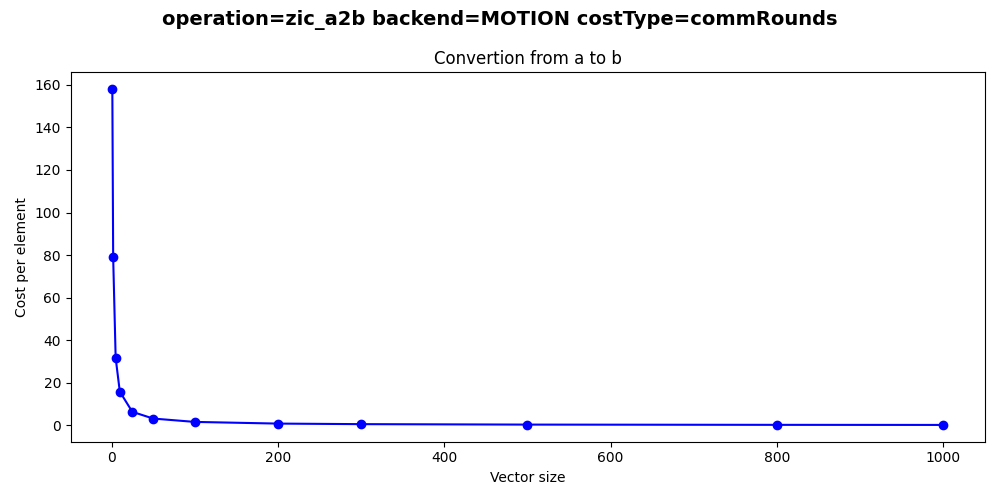 operation=zic_a2b backend=MOTION costType=commRounds
Convertion from a to b
Cost per element
160
140
120
100
80
60
40
20
0
0 200 400 600 800 1000
Vector size